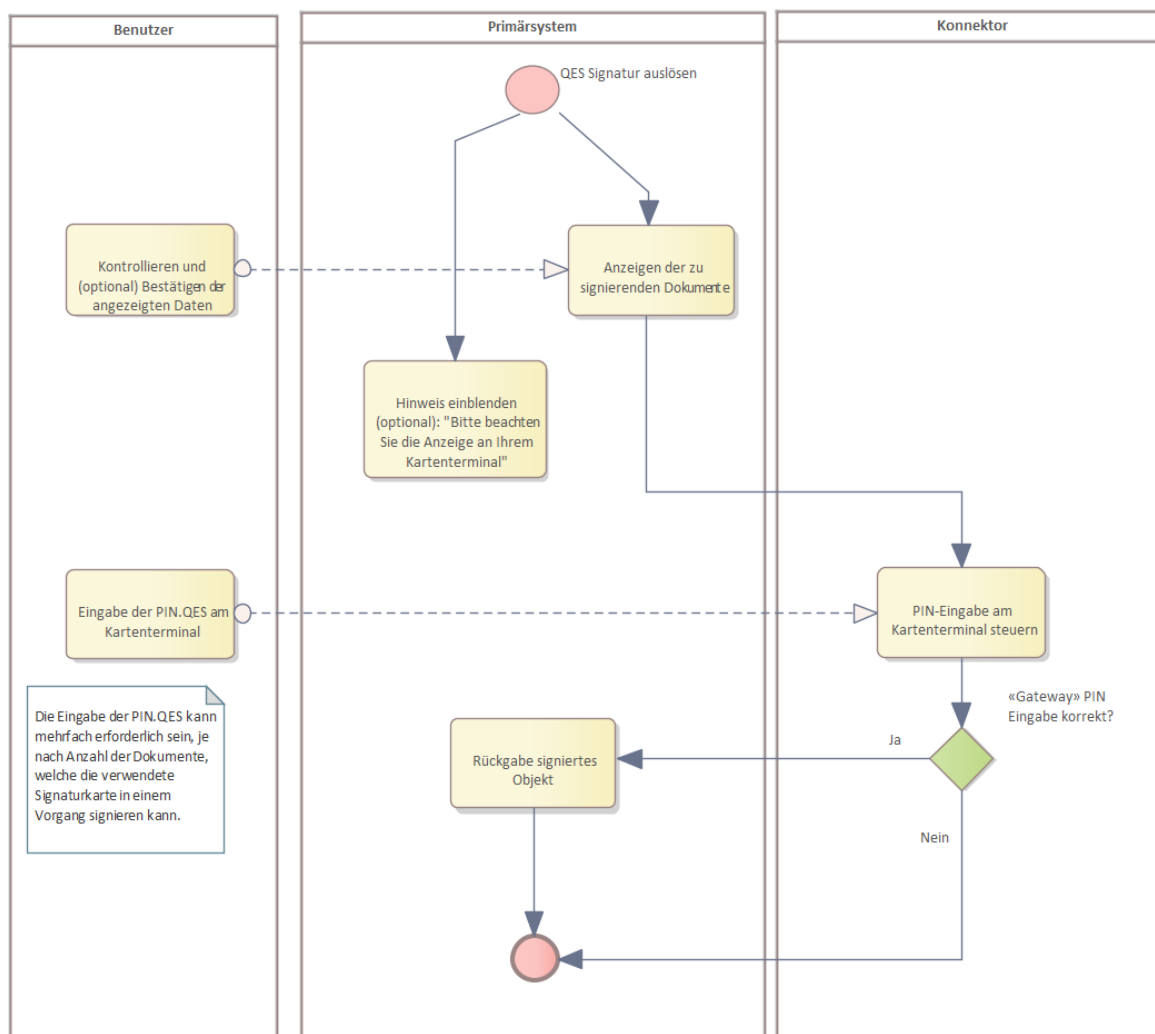 Benutzer
Primärsystem
Konnektor
QES Signatur auslösen
Kontrollieren und
(optional) Bestätigen der
angezeigten Daten
Anzeigen der zu
signierenden Dokumente
Hinweis einblenden
(optional): "Bitte beachten
Sie die Anzeige an Ihrem
Kartenterminal"
Eingabe der PIN.QES am
Kartenterminal
PIN-Eingabe am
Kartenterminal steuern
Die Eingabe der PIN.QES kann
mehrfach erforderlich sein, je
nach Anzahl der Dokumente,
welche die verwendete
Signaturkarte in einem
Vorgang signieren kann.
«Gateway» PIN
Eingabe korrekt?
Ja
Rückgabe signiertes
Objekt
Nein